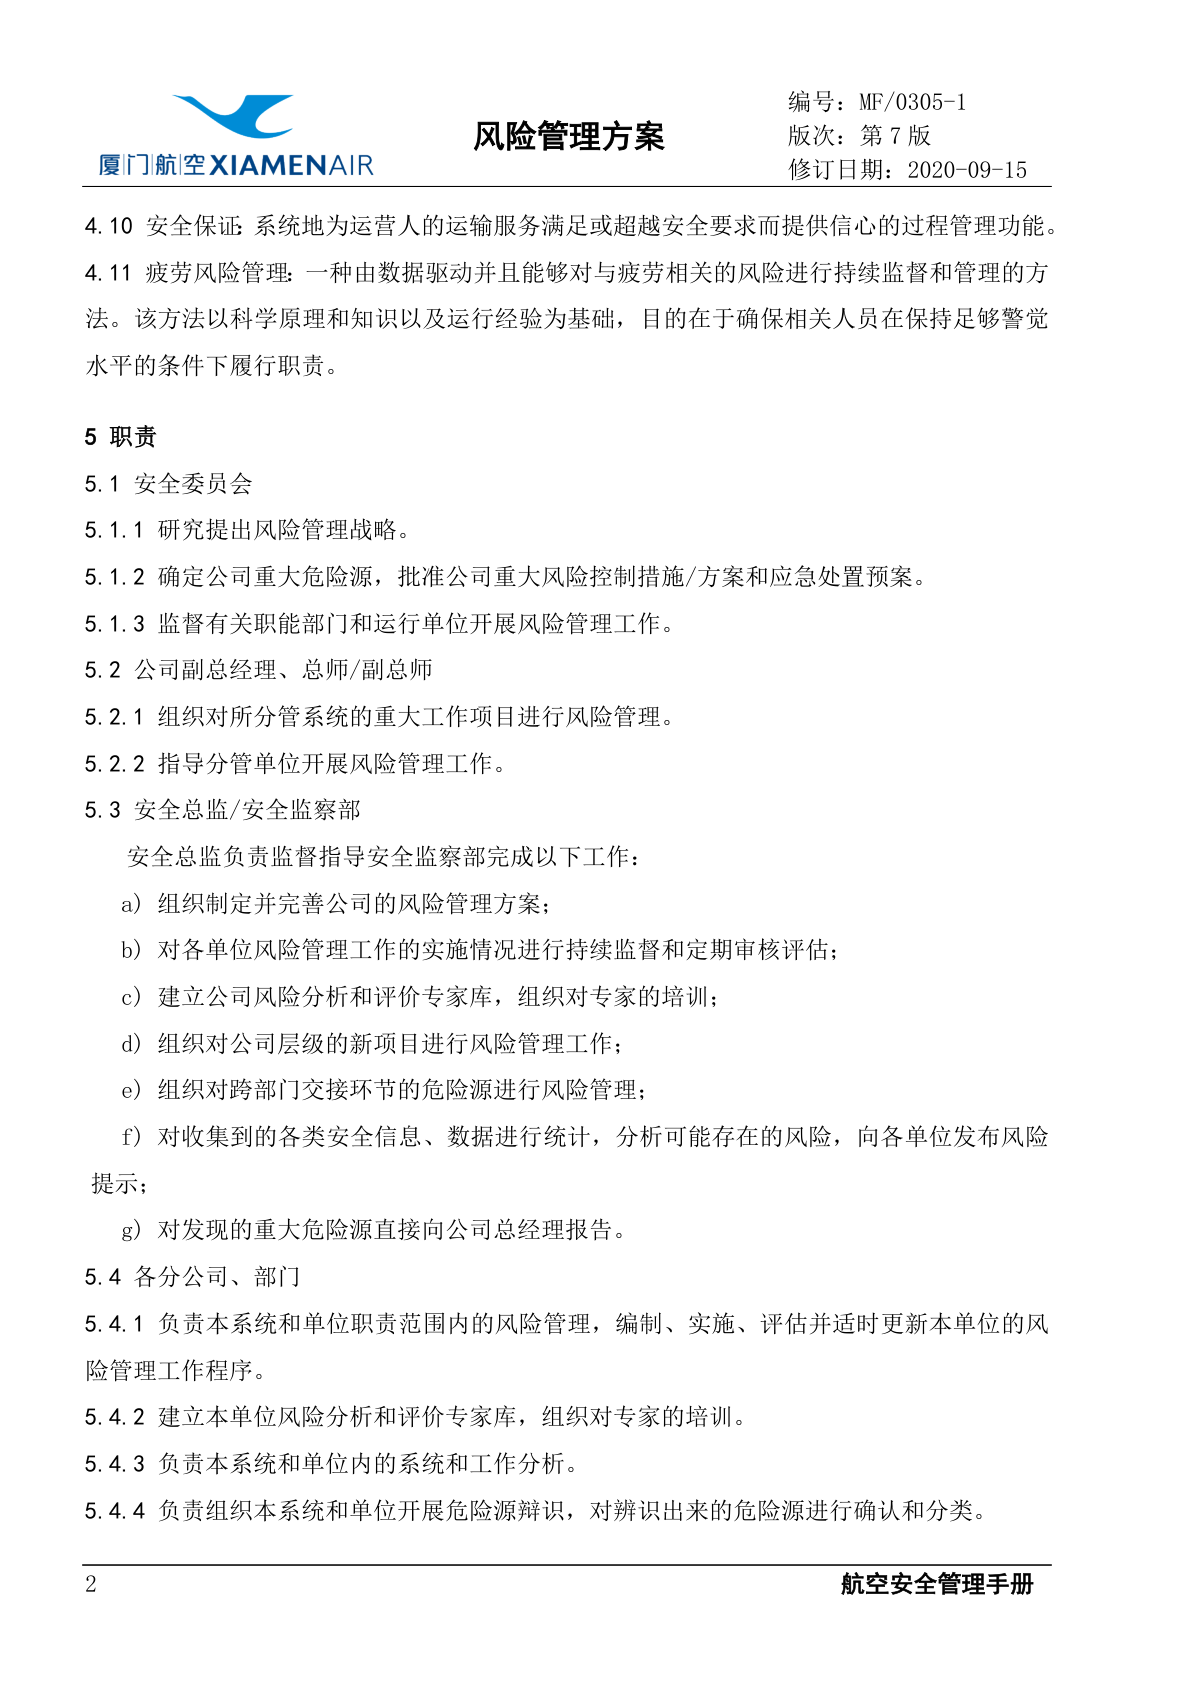 厦门航空 XIAMENAIR
风险管理方案
编号：MF/0305-1
版次：第 7 版
修订日期：2020-09-15
4.10 安全保证：系统地为运营人的运输服务满足或超越安全要求而提供信心的过程管理功能。
4.11 疲劳风险管理：一种由数据驱动并且能够对与疲劳相关的风险进行持续监督和管理的方
法。该方法以科学原理和知识以及运行经验为基础，目的在于确保相关人员在保持足够警觉
水平的条件下履行职责。
5 职责
5.1 安全委员会
5.1.1 研究提出风险管理战略。
5.1.2 确定公司重大危险源，批准公司重大风险控制措施/方案和应急处置预案。
5.1.3 监督有关职能部门和运行单位开展风险管理工作。
5.2 公司副总经理、总师/副总师
5.2.1 组织对所分管系统的重大工作项目进行风险管理。
5.2.2 指导分管单位开展风险管理工作。
5.3 安全总监/安全监察部
安全总监负责监督指导安全监察部完成以下工作：
a) 组织制定并完善公司的风险管理方案；
b) 对各单位风险管理工作的实施情况进行持续监督和定期审核评估；
c) 建立公司风险分析和评价专家库，组织对专家的培训；
d) 组织对公司层级的新项目进行风险管理工作；
e) 组织对跨部门交接环节的危险源进行风险管理；
f) 对收集到的各类安全信息、数据进行统计，分析可能存在的风险，向各单位发布风险
提示；
g) 对发现的重大危险源直接向公司总经理报告。
5.4 各分公司、部门
5.4.1 负责本系统和单位职责范围内的风险管理，编制、实施、评估并适时更新本单位的风
险管理工作程序。
5.4.2 建立本单位风险分析和评价专家库，组织对专家的培训。
5.4.3 负责本系统和单位内的系统和工作分析。
5.4.4 负责组织本系统和单位开展危险源辩识，对辨识出来的危险源进行确认和分类。
2
航空安全管理手册